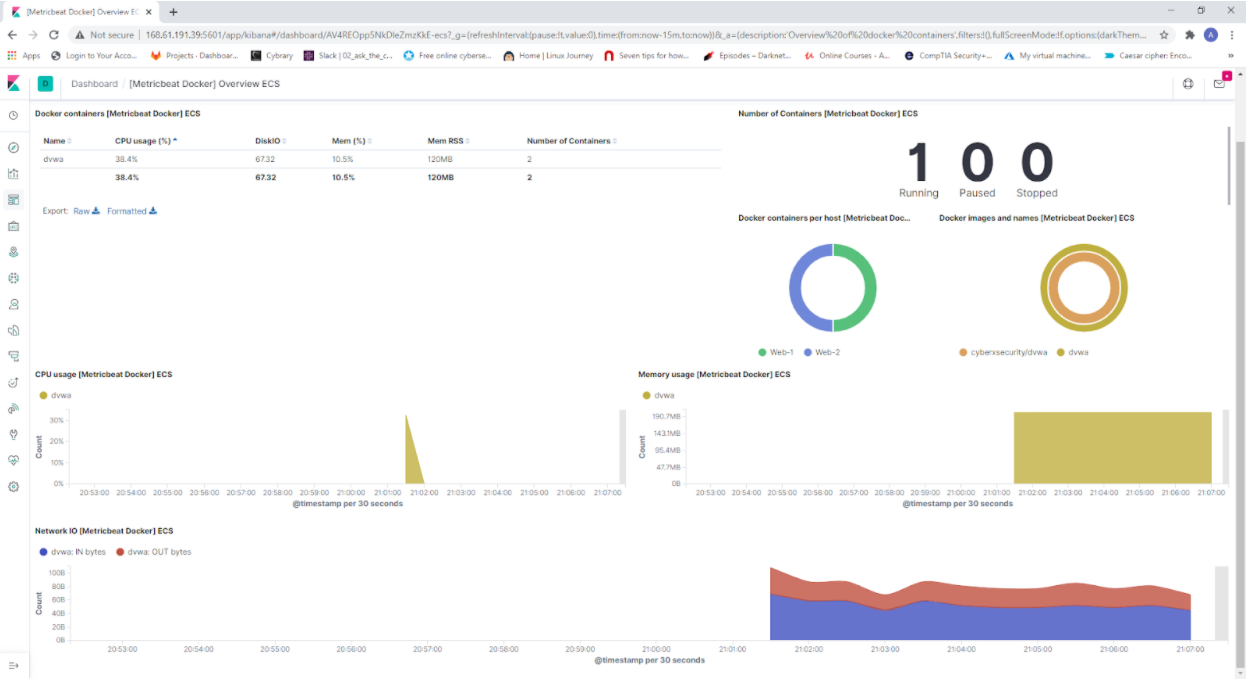 [Metricbeat Docker] Overview EC
Not secure | 168.61.191.39:5601/app/kibana#/dashboard/AV4REOpp5NkDleZmzKkE-ecs?_g=(refreshInterval:(pause:!t,value:0),time:(from:now-15m,to:now))&_a=(description:'Overview%20of%20docker%20containers',filters:!(),fullScreenMode:!f,options:(darkThem...
Apps Login to Your Acco... Projects - Dashboar... Cybrary Slack | 02_ask_the_c... Free online cyberse... Home | Linux Journey Seven tips for how... Episodes – Darknet... Online Courses - A... CompTIA Security+... My virtual machine... Caesar cipher: Enco... »
D Dashboard / [Metricbeat Docker] Overview ECS
Docker containers [Metricbeat Docker] ECS
Name CPU usage (%) DiskIO Mem (%) Mem RSS Number of Containers
dvwa 38.4% 67.32 10.5% 120MB 2
38.4% 67.32 10.5% 120MB 2
Export: Raw Formatted
Number of Containers [Metricbeat Docker] ECS
1 0 0
Running Paused Stopped
Docker containers per host [Metricbeat Doc...
Web-1 Web-2
Docker images and names [Metricbeat Docker] ECS
cyberxsecurity/dvwa dvwa
CPU usage [Metricbeat Docker] ECS
dvwa
Count
30%
20%
10%
0%
20:53:00 20:54:00 20:55:00 20:56:00 20:57:00 20:58:00 20:59:00 21:00:00 21:01:00 21:02:00 21:03:00 21:04:00 21:05:00 21:06:00 21:07:00
@timestamp per 30 seconds
Memory usage [Metricbeat Docker] ECS
dvwa
Count
190.7MB
143.1MB
95.4MB
47.7MB
0B
20:53:00 20:54:00 20:55:00 20:56:00 20:57:00 20:58:00 20:59:00 21:00:00 21:01:00 21:02:00 21:03:00 21:04:00 21:05:00 21:06:00 21:07:00
@timestamp per 30 seconds
Network IO [Metricbeat Docker] ECS
dvwa: IN bytes dvwa: OUT bytes
Count
100B
80B
60B
40B
20B
0B
20:53:00 20:54:00 20:55:00 20:56:00 20:57:00 20:58:00 20:59:00 21:00:00 21:01:00 21:02:00 21:03:00 21:04:00 21:05:00 21:06:00 21:07:00
@timestamp per 30 seconds